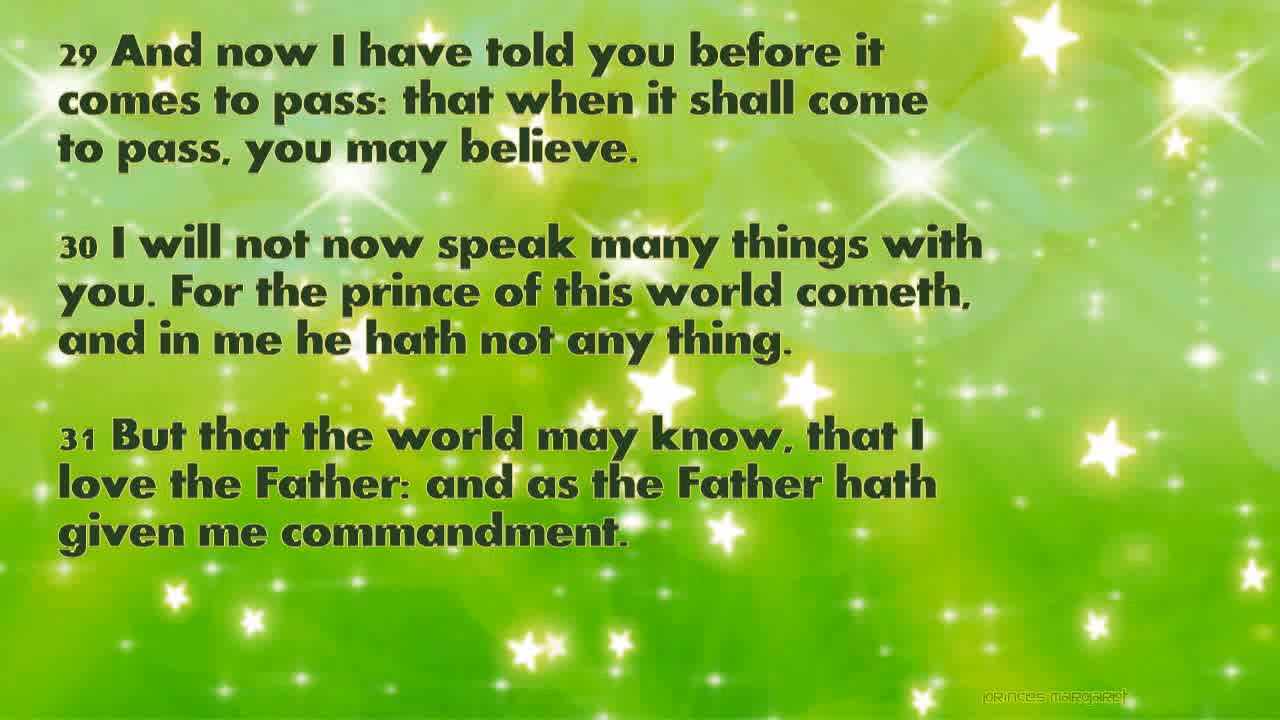 29 And now I have told you before it
comes to pass: that when it shall come
to pass, you may believe.
30 I will not now speak many things with
you. For the prince of this world cometh,
and in me he hath not any thing.
31 But that the world may know, that I
love the Father: and as the Father hath
given me commandment.
princes margaret